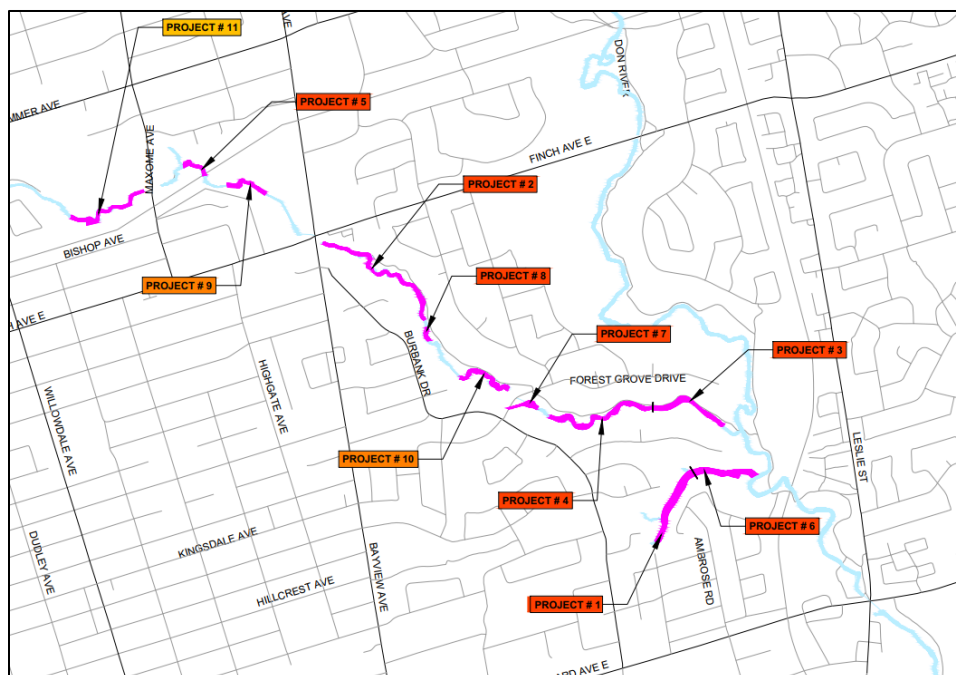 PROJECT # 11
AVE
DON RIVER
PROJECT # 5
MMER AVE
MAXOME AVE
FINCH AVE E
PROJECT # 2
BISHOP AVE
PROJECT # 8
PROJECT # 9
H AVE E
PROJECT # 7
PROJECT # 3
BURBANK DR
FOREST GROVE DRIVE
HIGHGATE AVE
WILLOWDALE AVE
LESLIE ST
PROJECT # 10
PROJECT # 4
PROJECT # 6
KINGSDALE AVE
DUDLEY AVE
BAYVIEW AVE
AMBROSE RD
HILLCREST AVE
PROJECT # 1
ARD AVE E